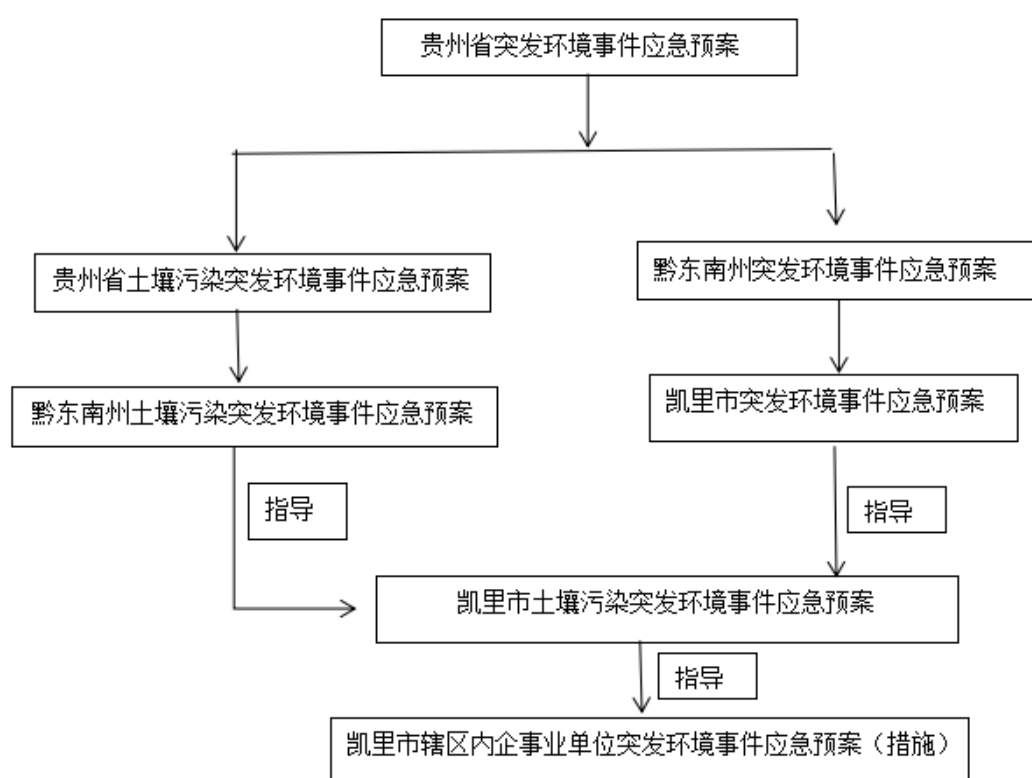 贵州省突发环境事件应急预案
贵州省土壤污染突发环境事件应急预案
黔东南州突发环境事件应急预案
黔东南州土壤污染突发环境事件应急预案
凯里市突发环境事件应急预案
指导
指导
凯里市土壤污染突发环境事件应急预案
指导
凯里市辖区内企事业单位突发环境事件应急预案（措施）